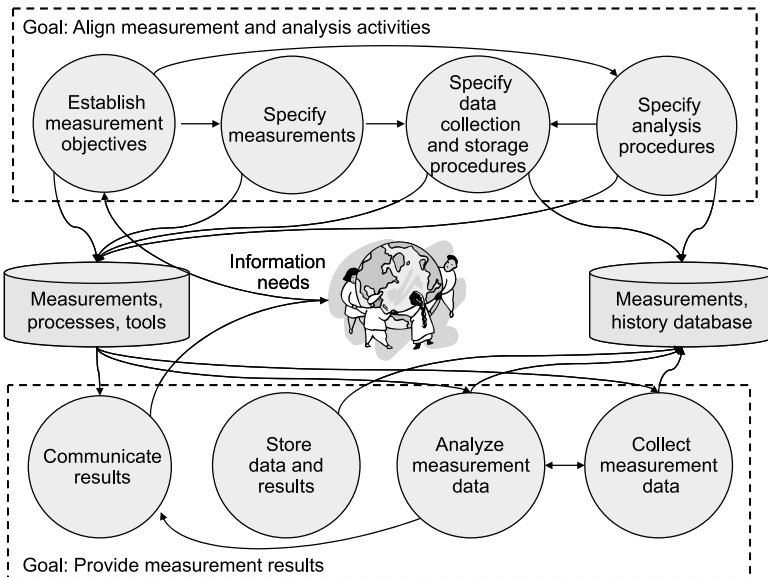 Goal: Align measurement and analysis activities
Establish
measurement
objectives
Specify
measurements
Specify
data
collection
and storage
procedures
Specify
analysis
procedures
Information
needs
Measurements,
processes, tools
Measurements,
history database
Communicate
results
Store
data and
results
Analyze
measurement
data
Collect
measurement
data
Goal: Provide measurement results